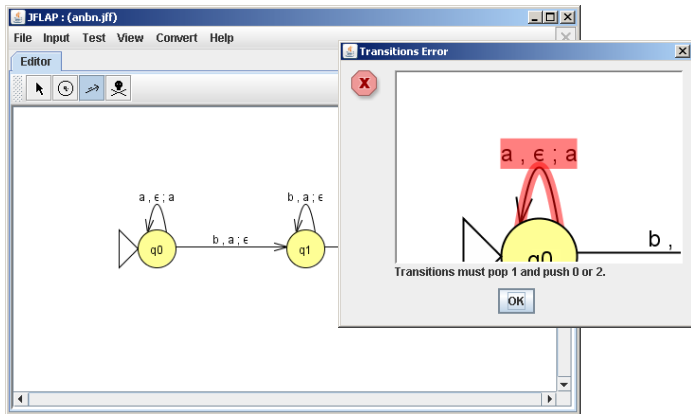 JFLAP : (anbn.jff)
File Input Test View Convert Help
Editor
a , ϵ ; a
b , a ; ϵ
q0
b , a ; ϵ
q1
Transitions Error
X
a , ϵ ; a
b ,
q0
Transitions must pop 1 and push 0 or 2.
OK